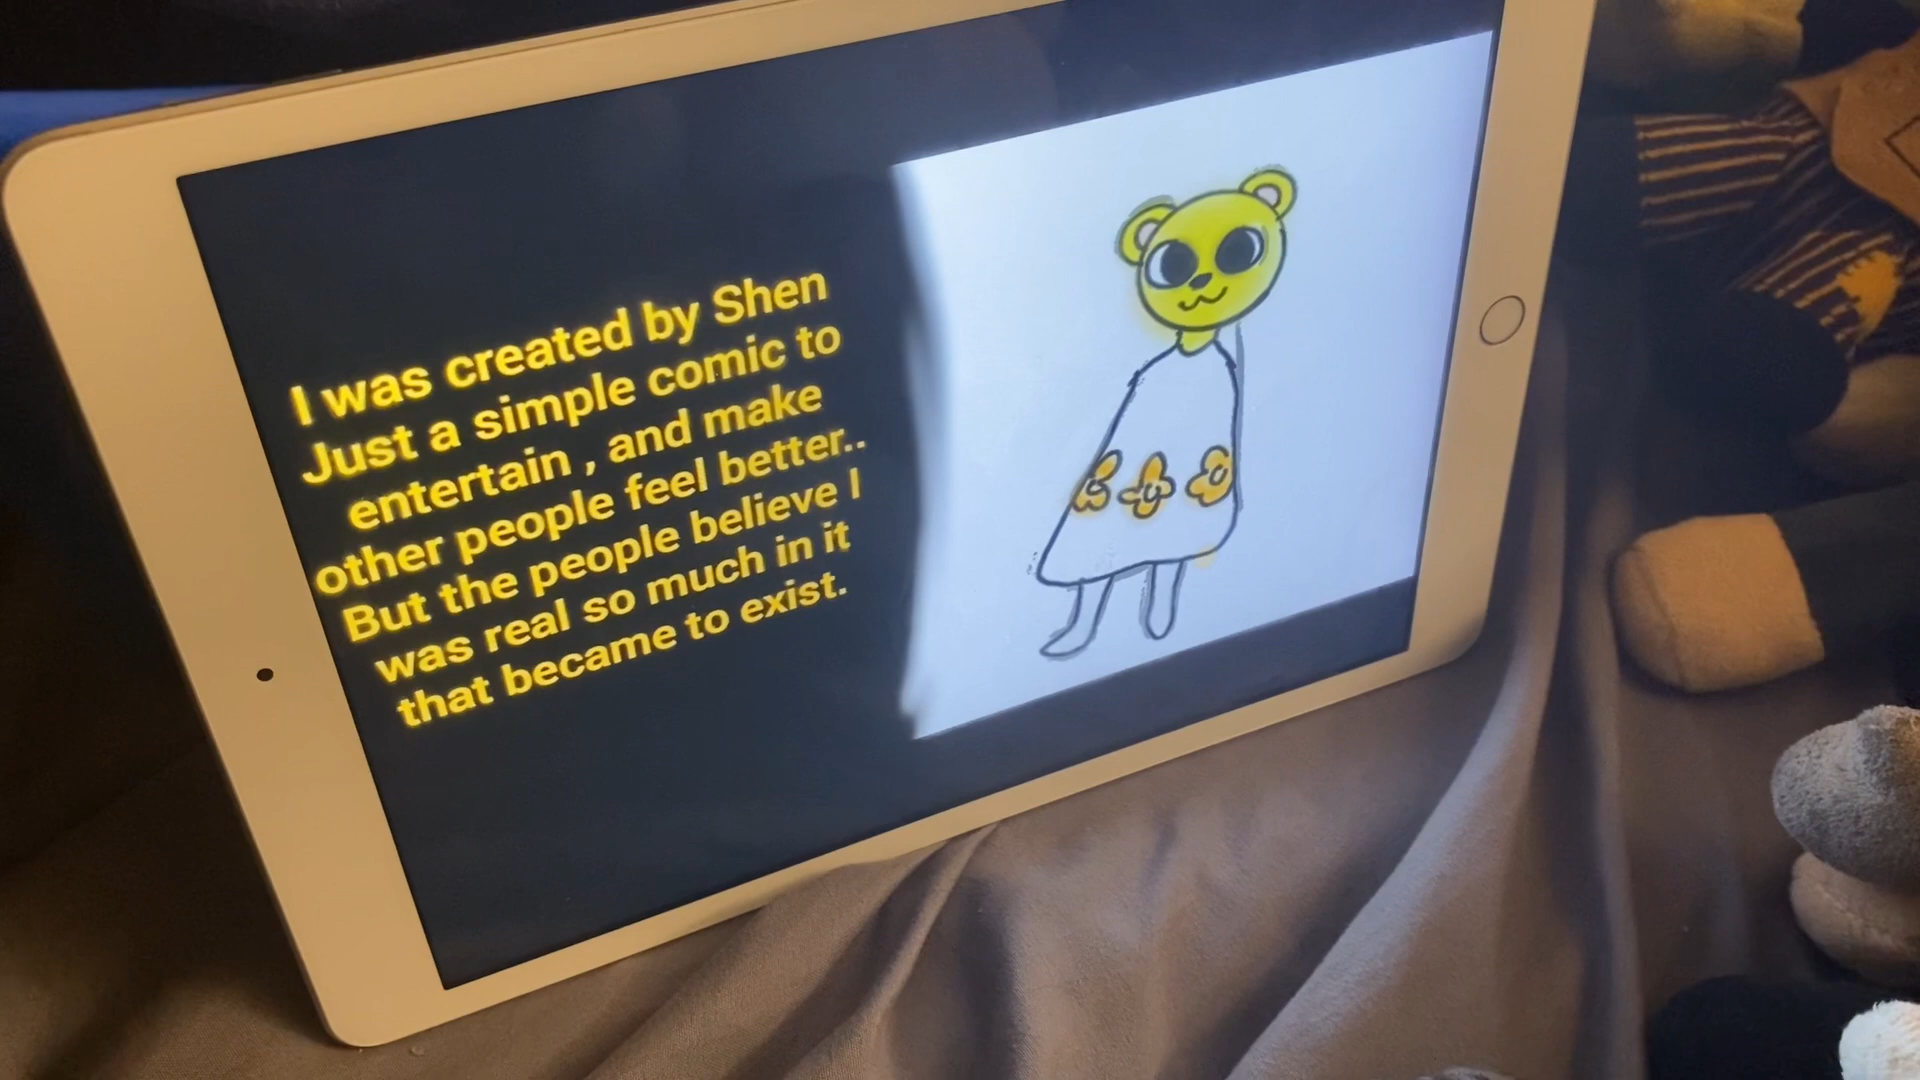 I was created by Shen
Just a simple comic to
entertain , and make
other people feel better..
But the people believe I
was real so much in it
that became to exist.